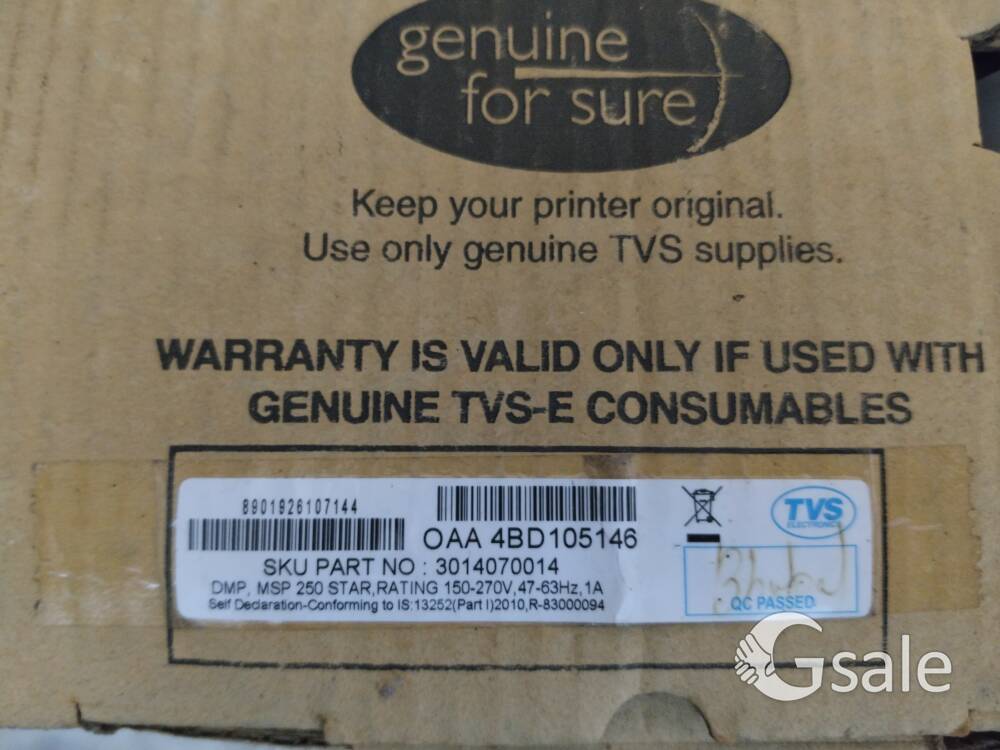 genuine
for sure
Keep your printer original.
Use only genuine TVS supplies.
WARRANTY IS VALID ONLY IF USED WITH
GENUINE TVS-E CONSUMABLES
8901926107144
OAA 4BD105146
SKU PART NO : 3014070014
DMP, MSP 250 STAR,RATING 150-270V,47-63Hz,1A
Self Declaration-Conforming to IS:13252(Part I)2010,R-83000094
TVS
ELECTRONICS
QC PASSED
Gsale